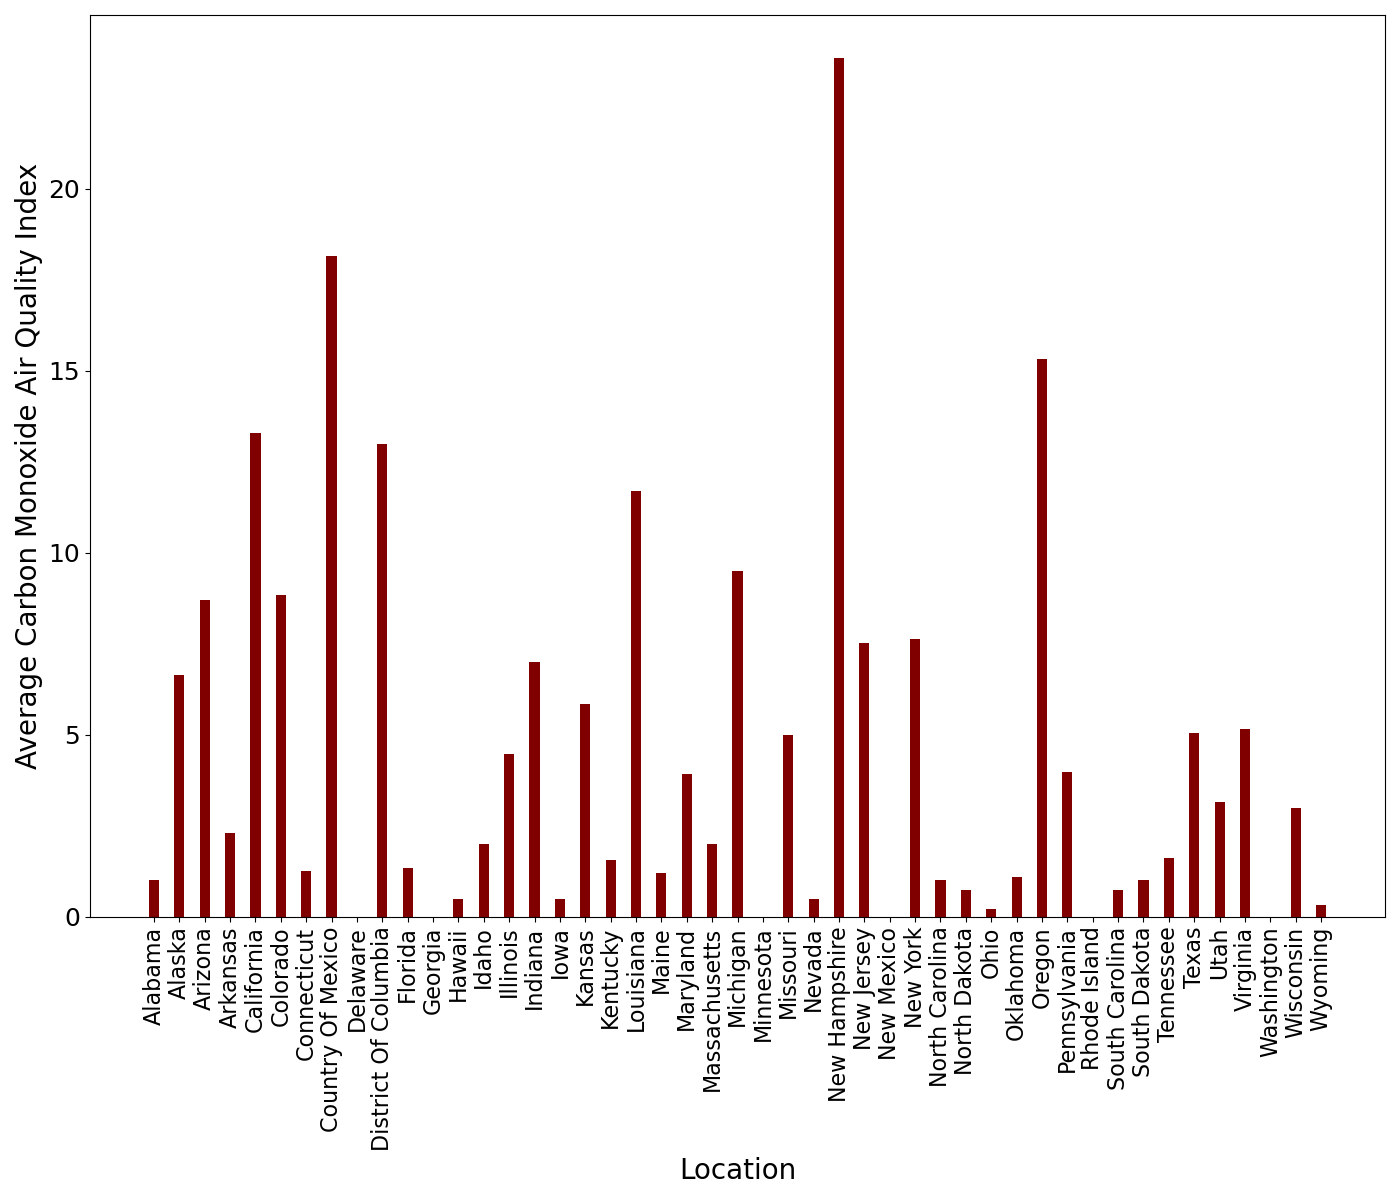 Average Carbon Monoxide Air Quality Index
20
15
10
5
0
Alabama
Alaska
Arizona
Arkansas
California
Colorado
Connecticut
Country Of Mexico
Delaware
District Of Columbia
Florida
Georgia
Hawaii
Idaho
Illinois
Indiana
Iowa
Kansas
Kentucky
Louisiana
Maine
Maryland
Massachusetts
Michigan
Minnesota
Missouri
Nevada
New Hampshire
New Jersey
New Mexico
New York
North Carolina
North Dakota
Ohio
Oklahoma
Oregon
Pennsylvania
Rhode Island
South Carolina
South Dakota
Tennessee
Texas
Utah
Virginia
Washington
Wisconsin
Wyoming
Location